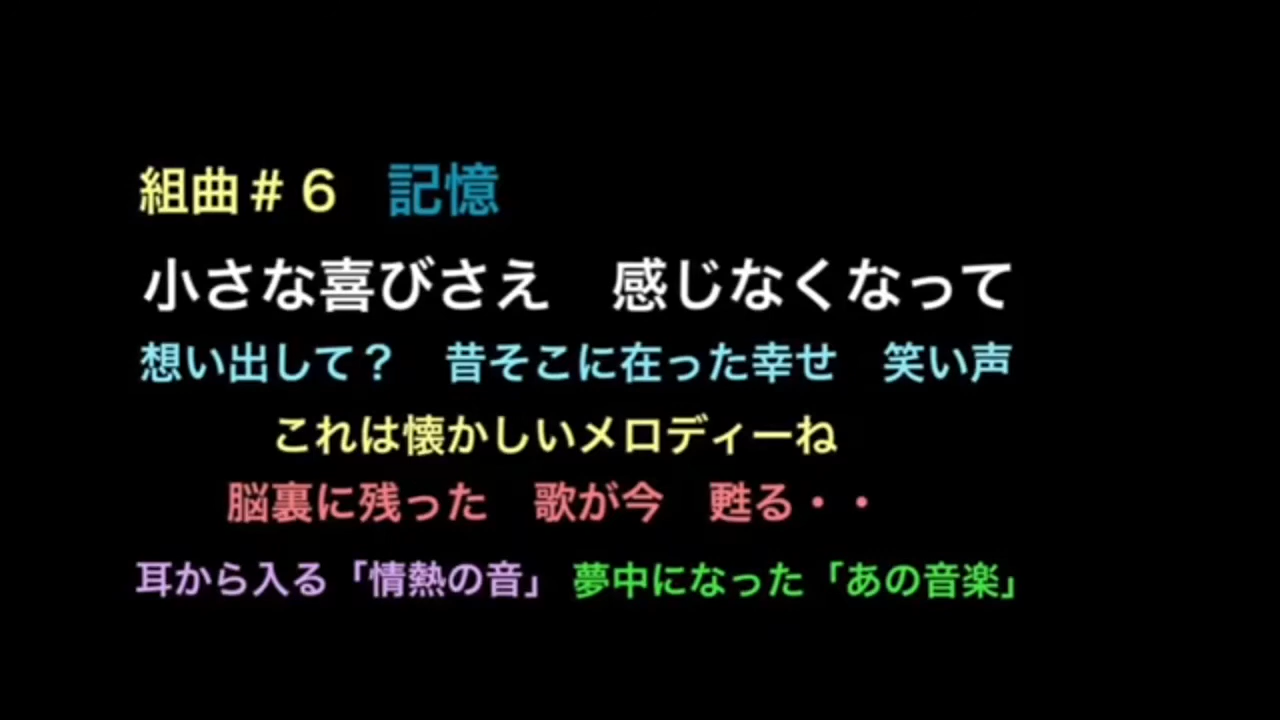 組曲＃６　記憶
小さな喜びさえ　感じなくなって
想い出して？　昔そこに在った幸せ　笑い声
これは懐かしいメロディーね
脳裏に残った　歌が今　甦る・・
耳から入る「情熱の音」 夢中になった「あの音楽」